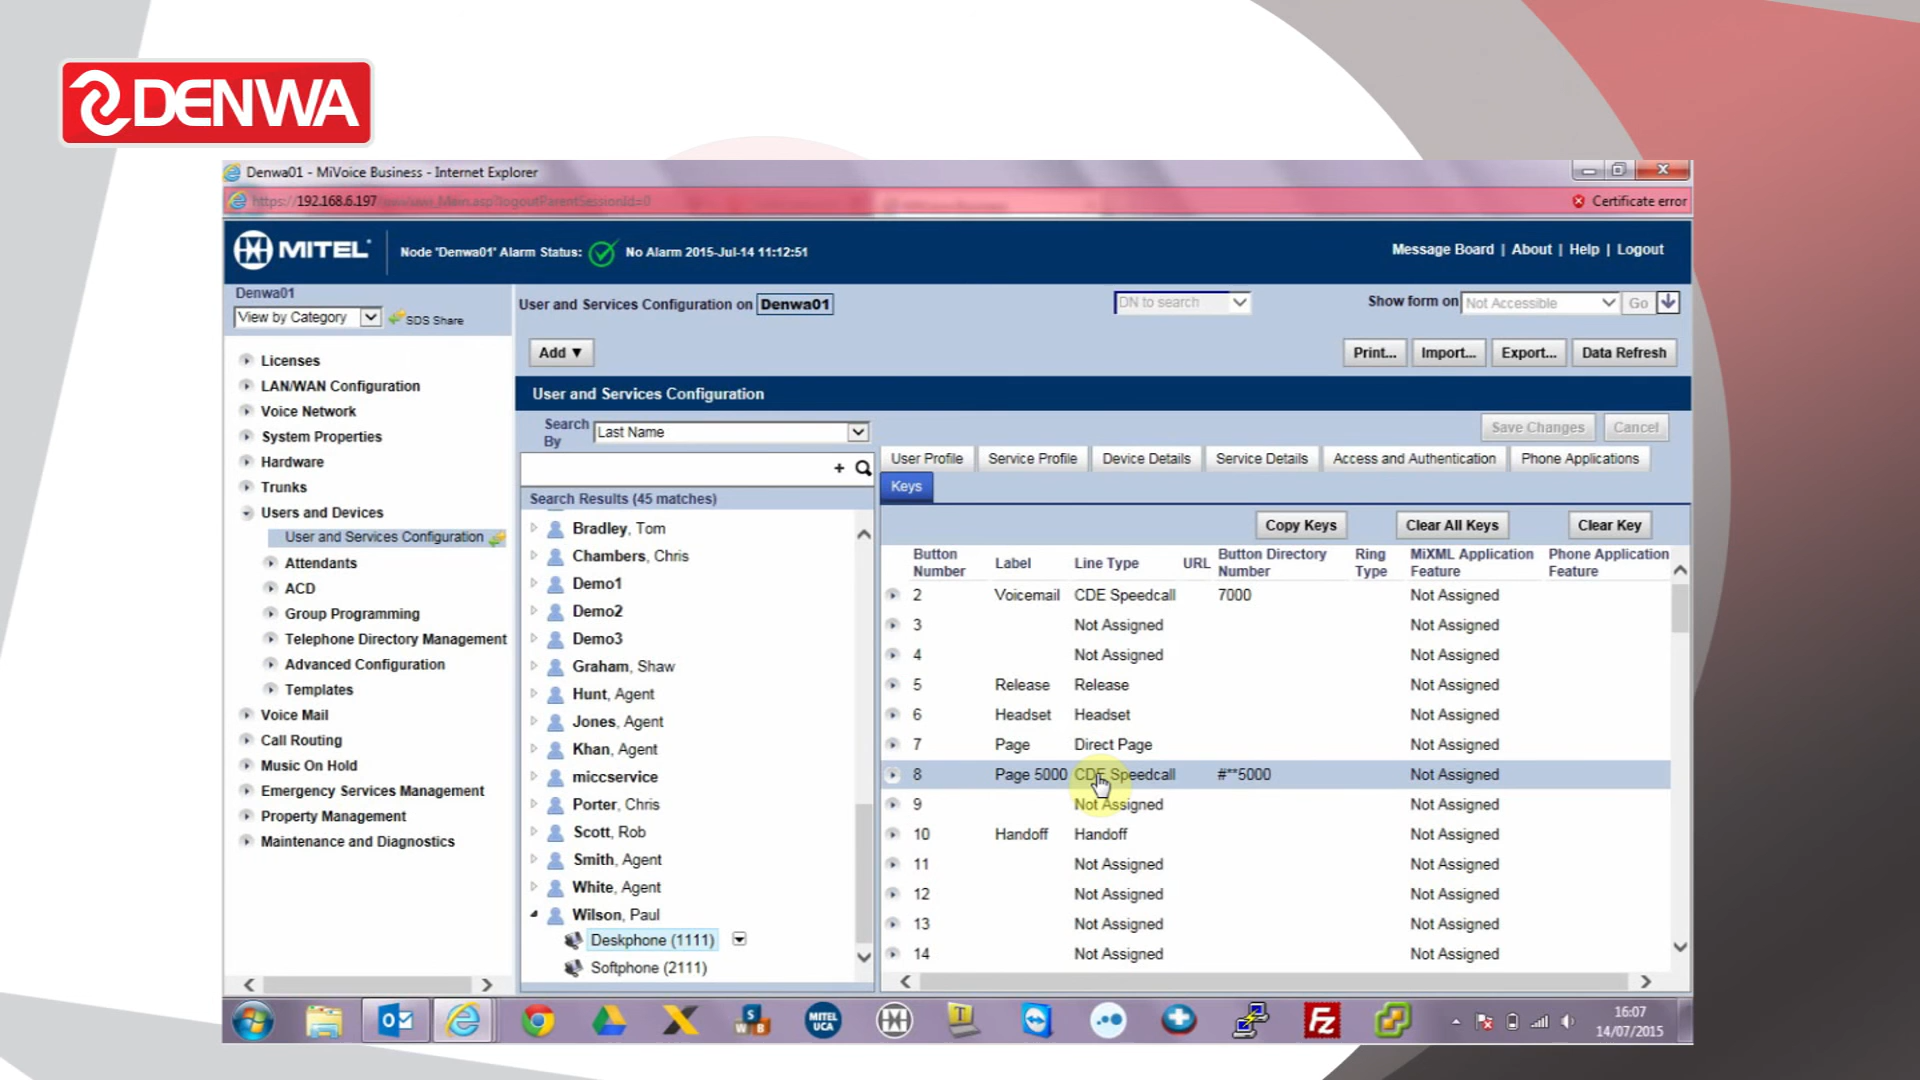 DENWA
Denwa01 - MiVoice Business - Internet Explorer
https://192.168.6.197
Certificate error
MITEL
Node 'Denwa01' Alarm Status: No Alarm 2015-Jul-14 11:12:51
Message Board | About | Help | Logout
Denwa01
View by Category
SDS Share
User and Services Configuration on Denwa01
DN to search
Show form on Not Accessible Go
Add ▼
Print... Import... Export... Data Refresh
Licenses
LAN/WAN Configuration
Voice Network
System Properties
Hardware
Trunks
Users and Devices
User and Services Configuration
Attendants
ACD
Group Programming
Telephone Directory Management
Advanced Configuration
Templates
Voice Mail
Call Routing
Music On Hold
Emergency Services Management
Property Management
Maintenance and Diagnostics
User and Services Configuration
Search By Last Name
Save Changes Cancel
+
Search Results (45 matches)
Bradley, Tom
Chambers, Chris
Demo1
Demo2
Demo3
Graham, Shaw
Hunt, Agent
Jones, Agent
Khan, Agent
miccservice
Porter, Chris
Scott, Rob
Smith, Agent
White, Agent
Wilson, Paul
Deskphone (1111)
Softphone (2111)
User Profile Service Profile Device Details Service Details Access and Authentication Phone Applications
Keys
Copy Keys Clear All Keys Clear Key
Button Number Label Line Type URL Button Directory Number Ring Type MiXML Application Feature Phone Application Feature
2 Voicemail CDE Speedcall 7000 Not Assigned
3 Not Assigned Not Assigned
4 Not Assigned Not Assigned
5 Release Release Not Assigned
6 Headset Headset Not Assigned
7 Page Direct Page Not Assigned
8 Page 5000 CDE Speedcall #**5000 Not Assigned
9 Not Assigned Not Assigned
10 Handoff Handoff Not Assigned
11 Not Assigned Not Assigned
12 Not Assigned Not Assigned
13 Not Assigned Not Assigned
14 Not Assigned Not Assigned
S W B
MITEL UCA
T
Fz
16:07
14/07/2015